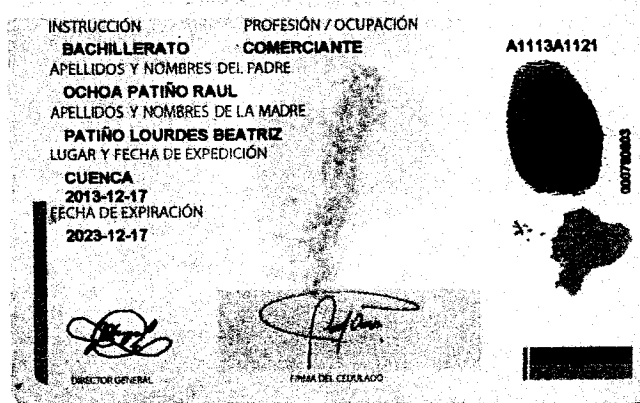 INSTRUCCIÓN PROFESIÓN / OCUPACIÓN
BACHILLERATO COMERCIANTE A1113A1121
APELLIDOS Y NOMBRES DEL PADRE
OCHOA PATIÑO RAUL
APELLIDOS Y NOMBRES DE LA MADRE
PATIÑO LOURDES BEATRIZ
LUGAR Y FECHA DE EXPEDICIÓN
CUENCA
2013-12-17
FECHA DE EXPIRACIÓN
2023-12-17
DIRECTOR GENERAL FIRMA DEL CEDULADO